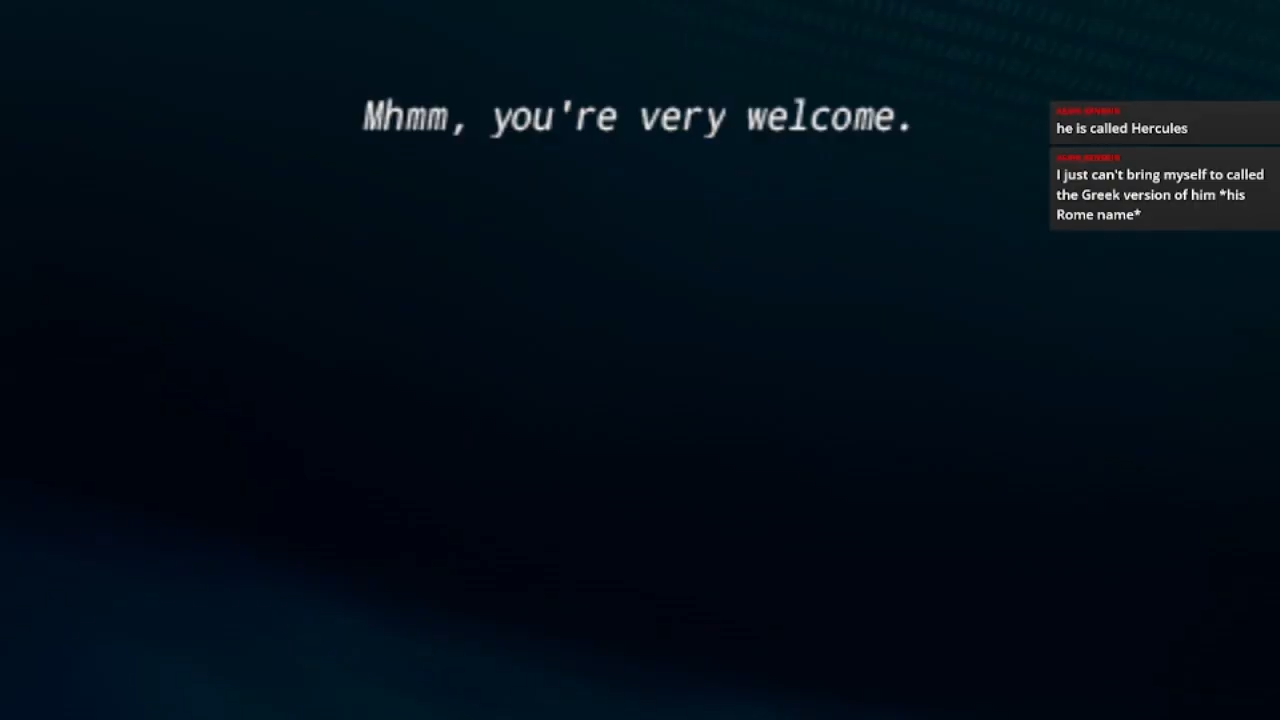 Mhmm, you're very welcome.
he is called Hercules
I just can't bring myself to called
the Greek version of him *his
Rome name*